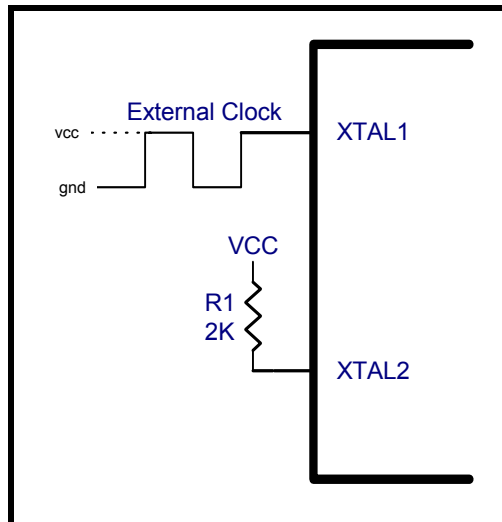 External Clock
vcc
XTAL1
gnd
VCC
R1
2K
XTAL2